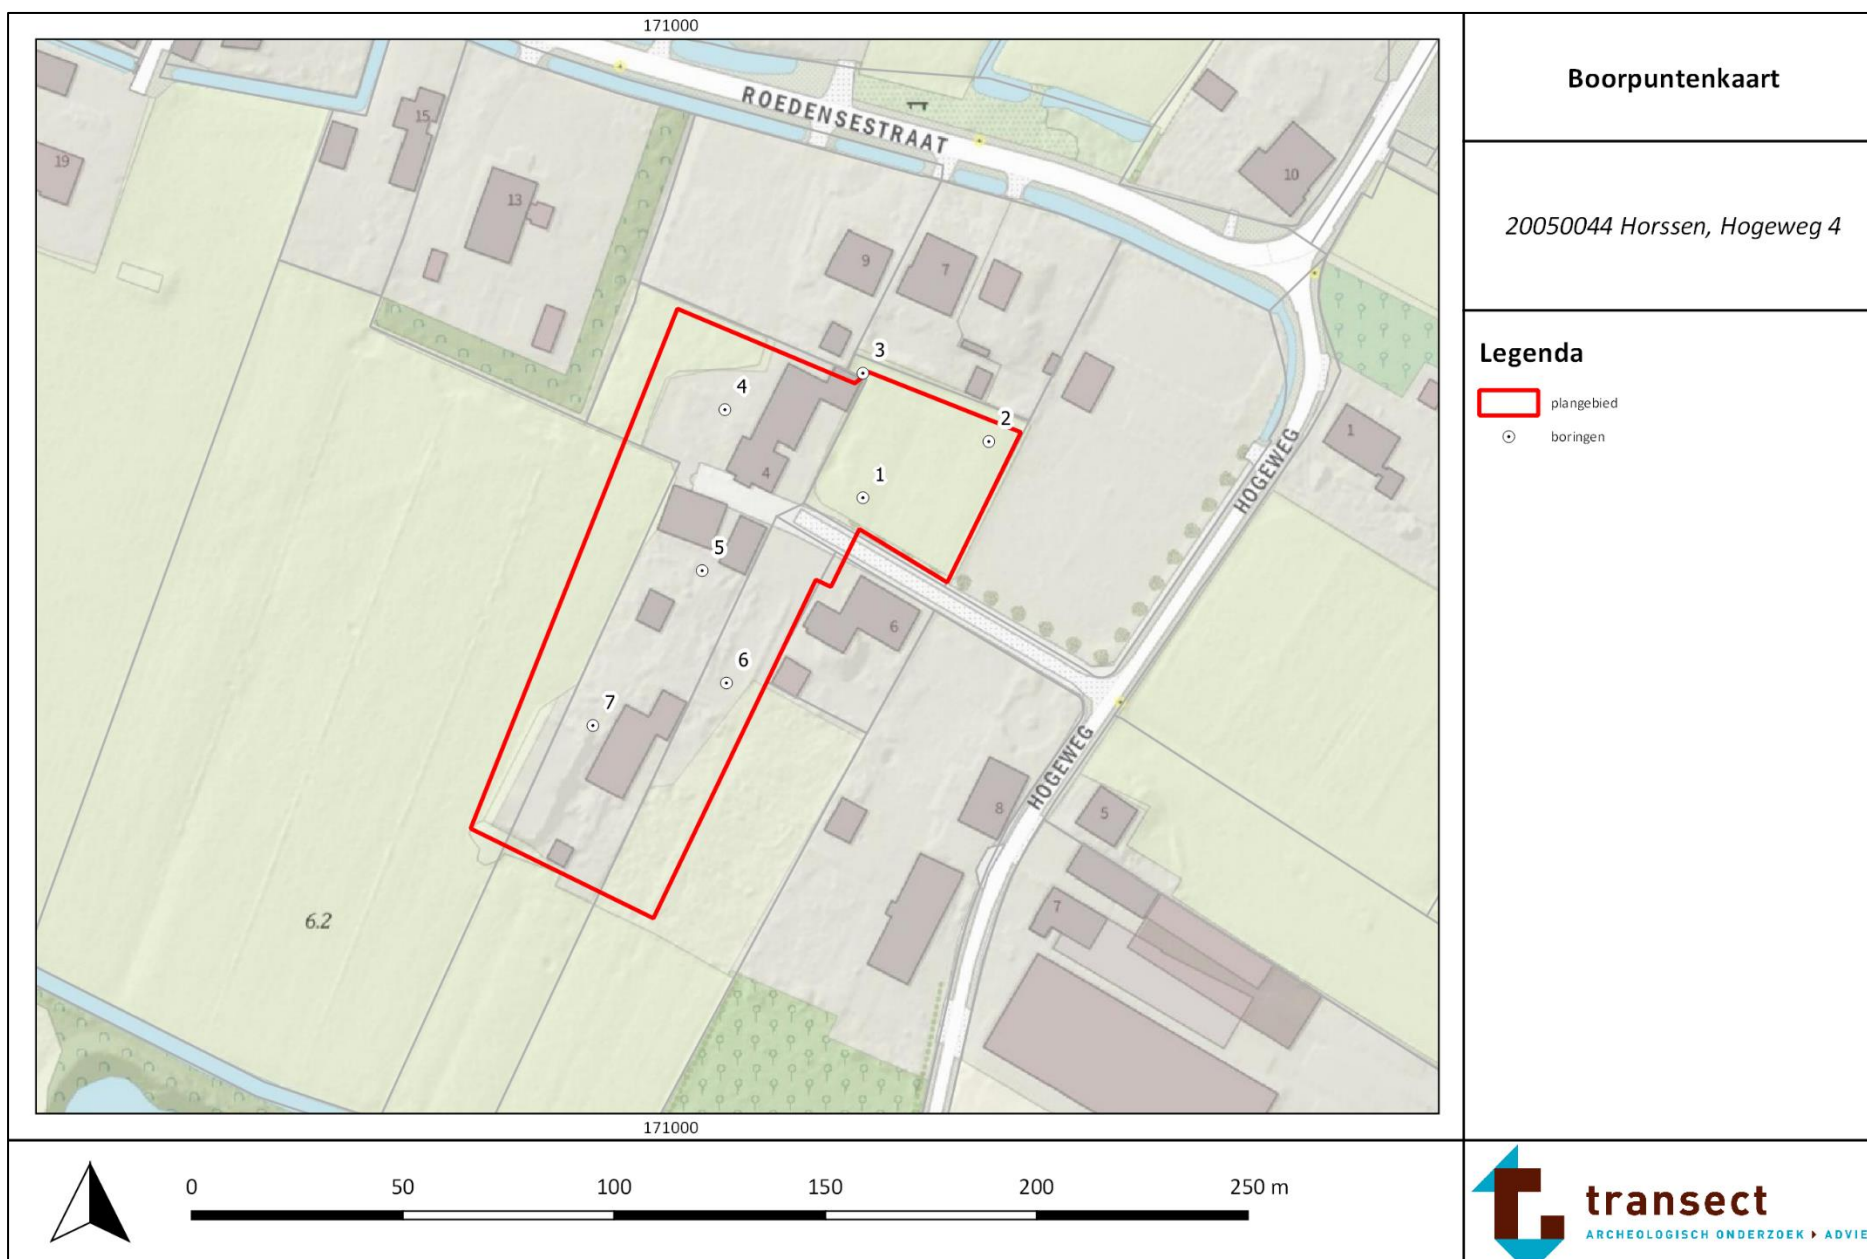 171000
Boorpuntenkaart
20050044 Horssen, Hogeweg 4
Legenda
plangebied
boringen
ROEDENSESTRAAT
15
19
13
10
9
7
3
4
2
1
4
1
HOGEWEG
5
6
6
7
HOGEWEG
8
5
7
6.2
171000
0 50 100 150 200 250 m
transect
ARCHEOLOGISCH ONDERZOEK ▸ ADVIE